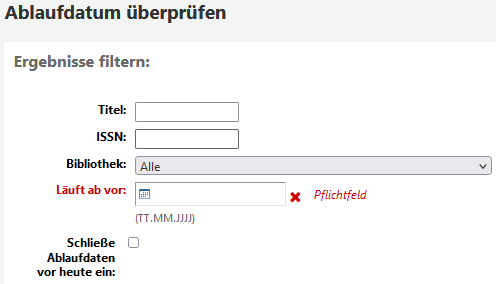 Ablaufdatum überprüfen
Ergebnisse filtern:
Titel:
ISSN:
Bibliothek: Alle
Läuft ab vor: Pflichtfeld
(TT.MM.JJJJ)
Schließe
Ablaufdaten
vor heute ein: